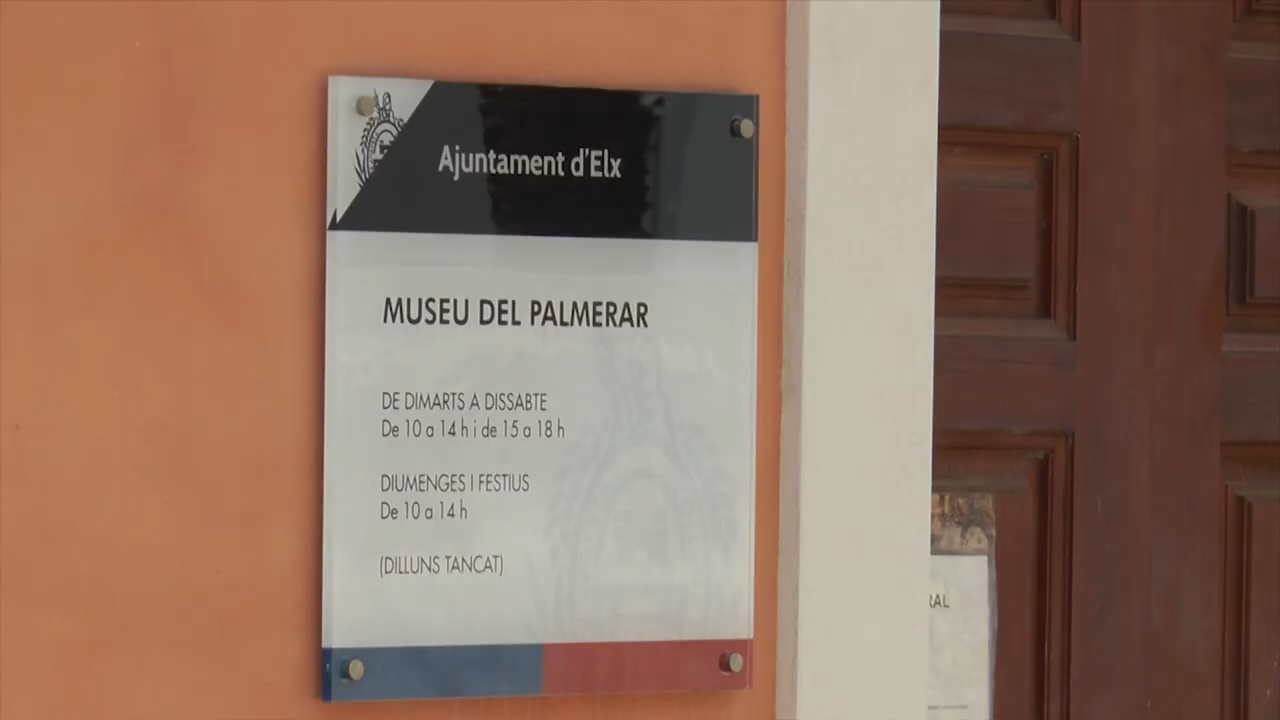 Ajuntament d'Elx
MUSEU DEL PALMERAR
DE DIMARTS A DISSABTE
De 10 a 14 h i de 15 a 18 h
DIUMENGES I FESTIUS
De 10 a 14 h
(DILLUNS TANCAT)